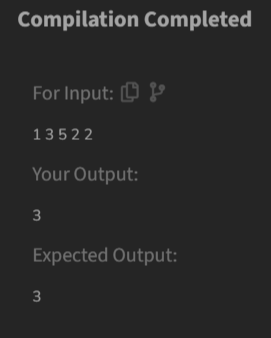 Compilation Completed
For Input:
1 3 5 2 2
Your Output:
3
Expected Output:
3